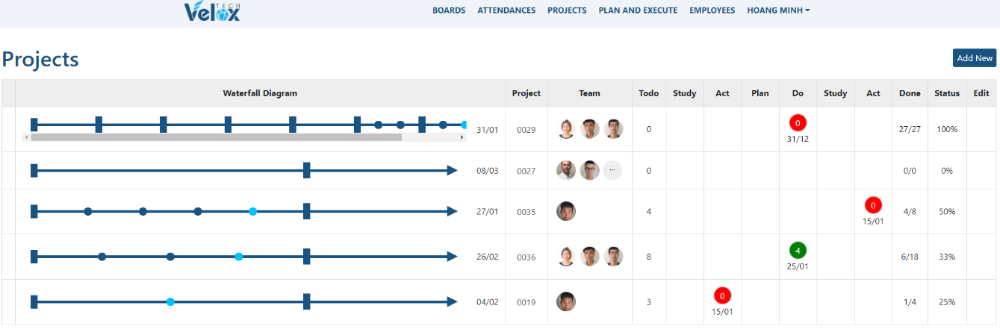 Velox TECH
BOARDS ATTENDANCES PROJECTS PLAN AND EXECUTE EMPLOYEES HOANG MINH
Projects
Add New
Waterfall Diagram Project Team Todo Study Act Plan Do Study Act Done Status Edit
31/01 0029 0 0 31/12 27/27 100%
08/03 0027 ... 0 0/0 0%
27/01 0035 4 0 15/01 4/8 50%
26/02 0036 8 4 25/01 6/18 33%
04/02 0019 3 0 15/01 1/4 25%